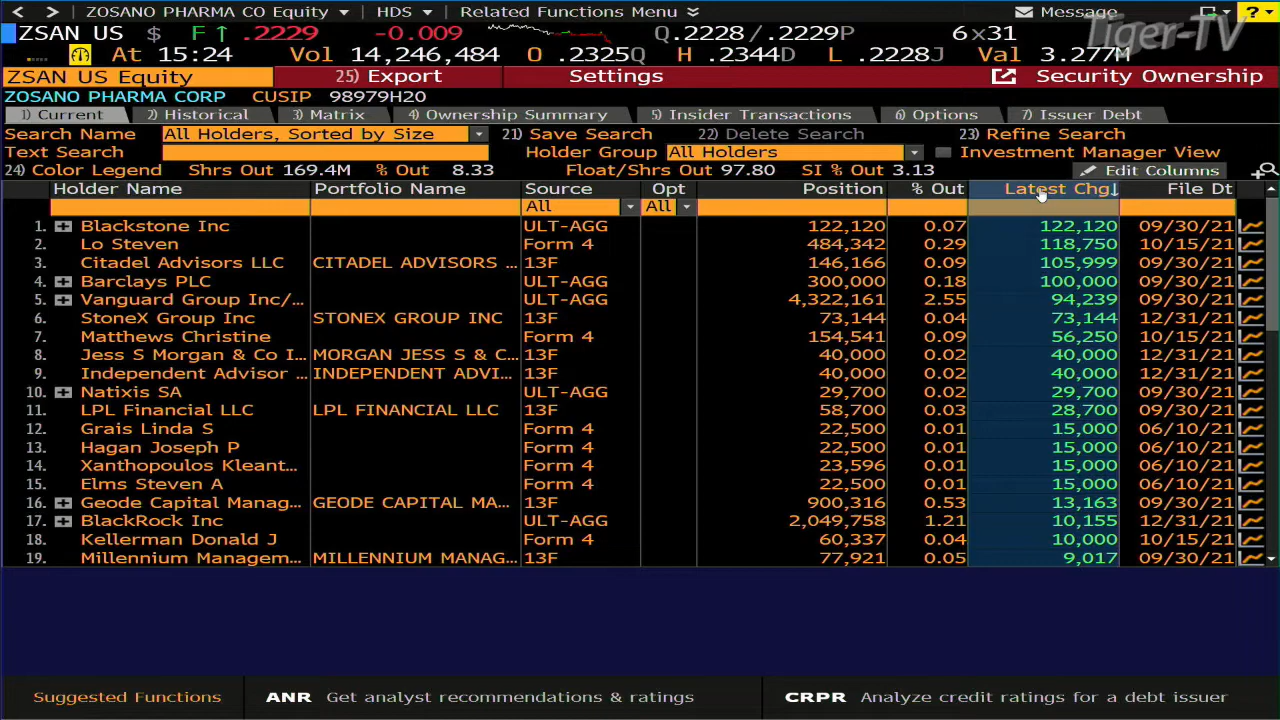 ZOSANO PHARMA CO Equity HDS Related Functions Menu Message ?
Tiger-TV
ZSAN US $ F ↑ .2229 -0.009 Q.2228/.2229P 6×31
At 15:24 Vol 14,246,484 O .2325Q H .2344D L .2228J Val 3.277M
ZSAN US Equity 25) Export Settings Security Ownership
ZOSANO PHARMA CORP CUSIP 98979H20
1) Current 2) Historical 3) Matrix 4) Ownership Summary 5) Insider Transactions 6) Options 7) Issuer Debt
Search Name All Holders, Sorted by Size 21) Save Search 22) Delete Search 23) Refine Search
Text Search Holder Group All Holders Investment Manager View
24) Color Legend Shrs Out 169.4M % Out 8.33 Float/Shrs Out 97.80 SI % Out 3.13 Edit Columns
Holder Name Portfolio Name Source Opt Position % Out Latest Chg↓ File Dt
All All
1. Blackstone Inc ULT-AGG 122,120 0.07 122,120 09/30/21
2. Lo Steven Form 4 484,342 0.29 118,750 10/15/21
3. Citadel Advisors LLC CITADEL ADVISORS ... 13F 146,166 0.09 105,999 09/30/21
4. Barclays PLC ULT-AGG 300,000 0.18 100,000 09/30/21
5. Vanguard Group Inc/... ULT-AGG 4,322,161 2.55 94,239 09/30/21
6. StoneX Group Inc STONEX GROUP INC 13F 73,144 0.04 73,144 12/31/21
7. Matthews Christine Form 4 154,541 0.09 56,250 10/15/21
8. Jess S Morgan & Co I... MORGAN JESS S & C... 13F 40,000 0.02 40,000 12/31/21
9. Independent Advisor ... INDEPENDENT ADVI... 13F 40,000 0.02 40,000 12/31/21
10. Natixis SA ULT-AGG 29,700 0.02 29,700 09/30/21
11. LPL Financial LLC LPL FINANCIAL LLC 13F 58,700 0.03 28,700 09/30/21
12. Grais Linda S Form 4 22,500 0.01 15,000 06/10/21
13. Hagan Joseph P Form 4 22,500 0.01 15,000 06/10/21
14. Xanthopoulos Kleant... Form 4 23,596 0.01 15,000 06/10/21
15. Elms Steven A Form 4 22,500 0.01 15,000 06/10/21
16. Geode Capital Manag... GEODE CAPITAL MA... 13F 900,316 0.53 13,163 09/30/21
17. BlackRock Inc ULT-AGG 2,049,758 1.21 10,155 12/31/21
18. Kellerman Donald J Form 4 60,337 0.04 10,000 10/15/21
19. Millennium Managem... MILLENNIUM MANAG... 13F 77,921 0.05 9,017 09/30/21
Suggested Functions ANR Get analyst recommendations & ratings CRPR Analyze credit ratings for a debt issuer